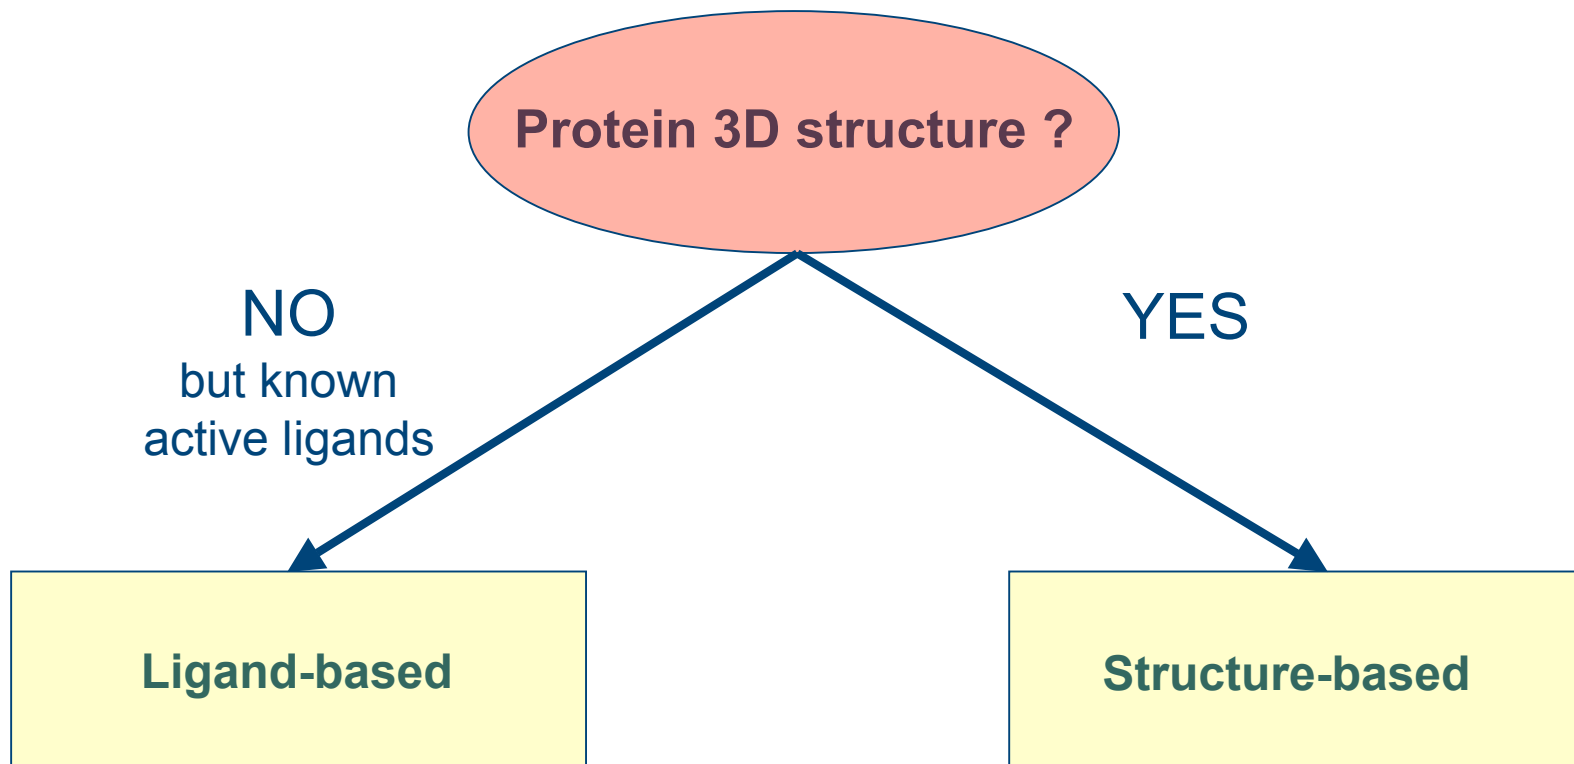 Protein 3D structure ?
NO
but known
active ligands
YES
Ligand-based
Structure-based